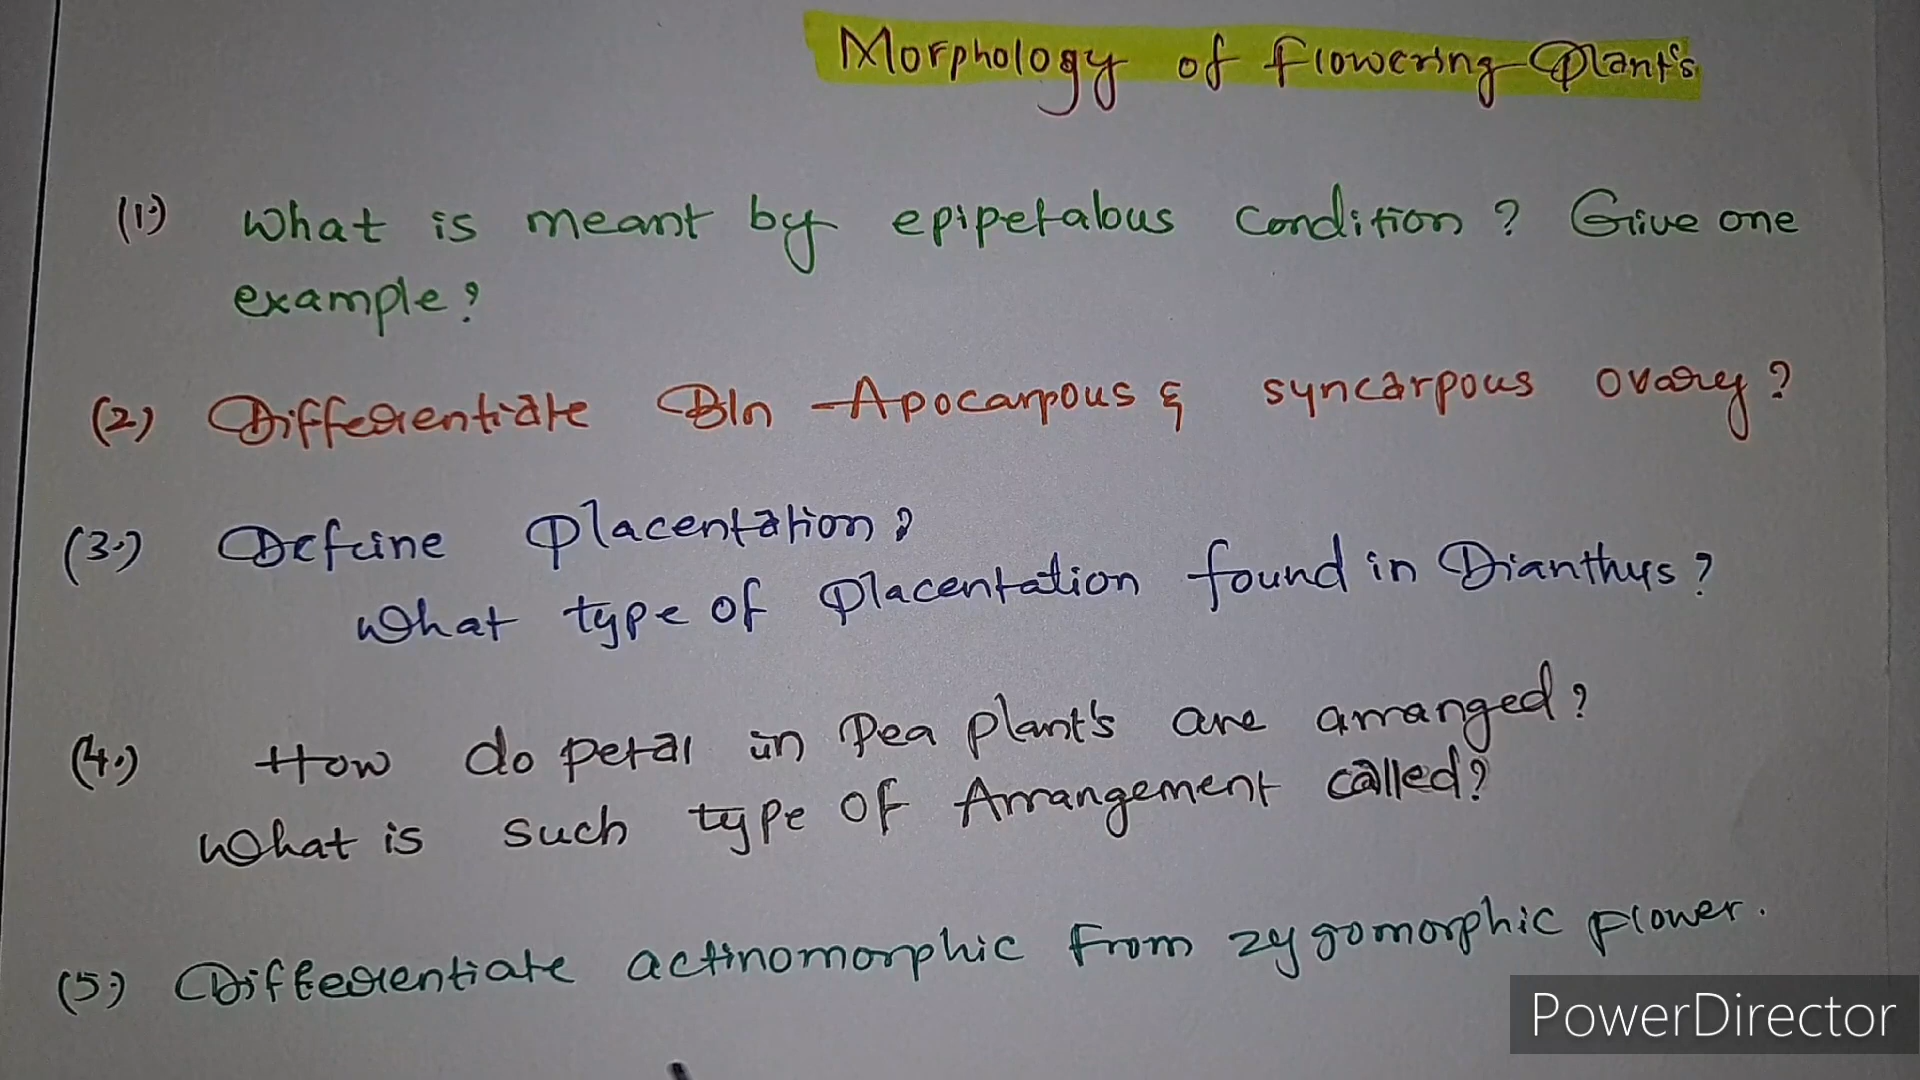 Morphology of Flowering Plant's
(1.) What is meant by epipetalous condition? Give one
example?
(2) Differentiate B/n Apocarpous & syncarpous ovary?
(3.) Define Placentation?
What type of Placentation found in Dianthus?
(4.) How do petal in Pea plant's are arranged?
What is such type of Arrangement called?
(5.) Differentiate actinomorphic From zygomorphic Flower.
PowerDirector